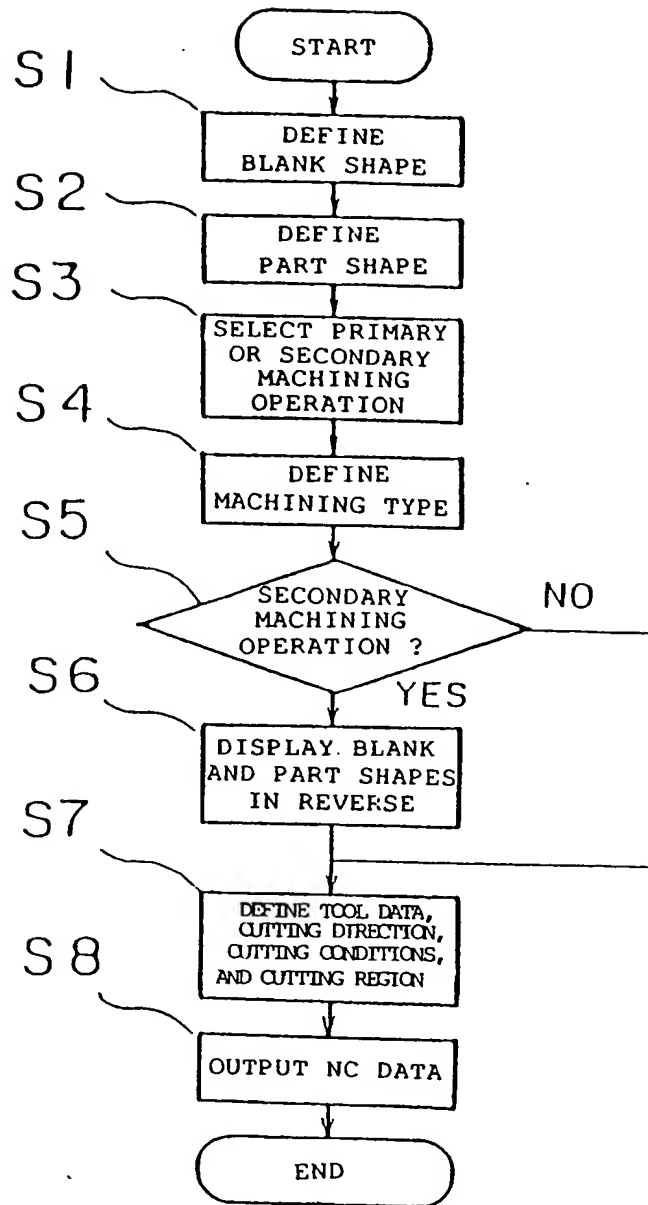 START
S1
DEFINE
BLANK SHAPE
S2
DEFINE
PART SHAPE
S3
SELECT PRIMARY
OR SECONDARY
MACHINING
OPERATION
S4
DEFINE
MACHINING TYPE
S5
SECONDARY
MACHINING
OPERATION ?
NO
YES
S6
DISPLAY BLANK
AND PART SHAPES
IN REVERSE
S7
DEFINE TOOL DATA,
CUTTING DIRECTION,
CUTTING CONDITIONS,
AND CUTTING REGION
S8
OUTPUT NC DATA
END